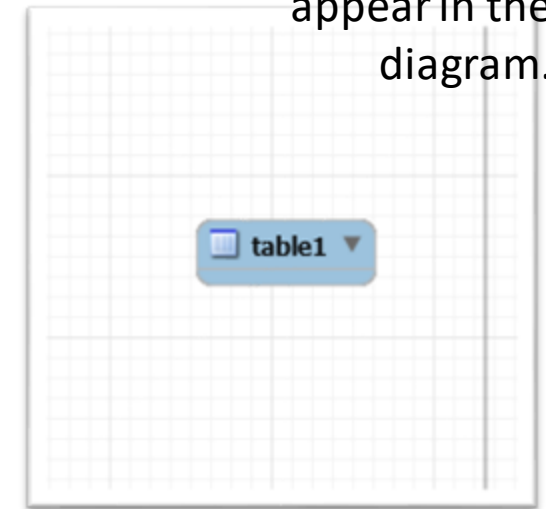 appear in the
diagram.
table1